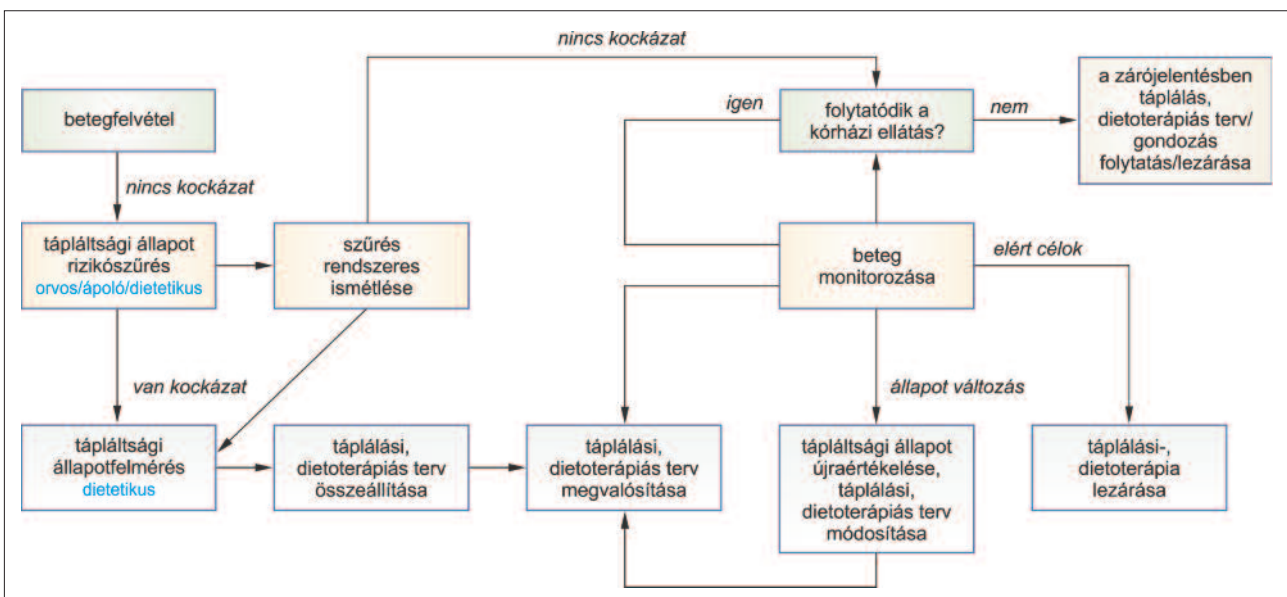 nincs kockázat
betegfelvétel
igen
folytatódik a
kórházi ellátás?
nem
a zárójelentésben
táplálás,
dietoterápiás terv/
gondozás
folytatás/lezárása
nincs kockázat
tápláltsági állapot
rizikószűrés
orvos/ápoló/dietetikus
szűrés
rendszeres
ismétlése
beteg
monitorozása
elért célok
van kockázat
állapot változás
tápláltsági
állapotfelmérés
dietetikus
táplálási,
dietoterápiás terv
összeállítása
táplálási,
dietoterápiás terv
megvalósítása
tápláltsági állapot
újraértékelése,
táplálási,
dietoterápiás terv
módosítása
táplálási-,
dietoterápia
lezárása